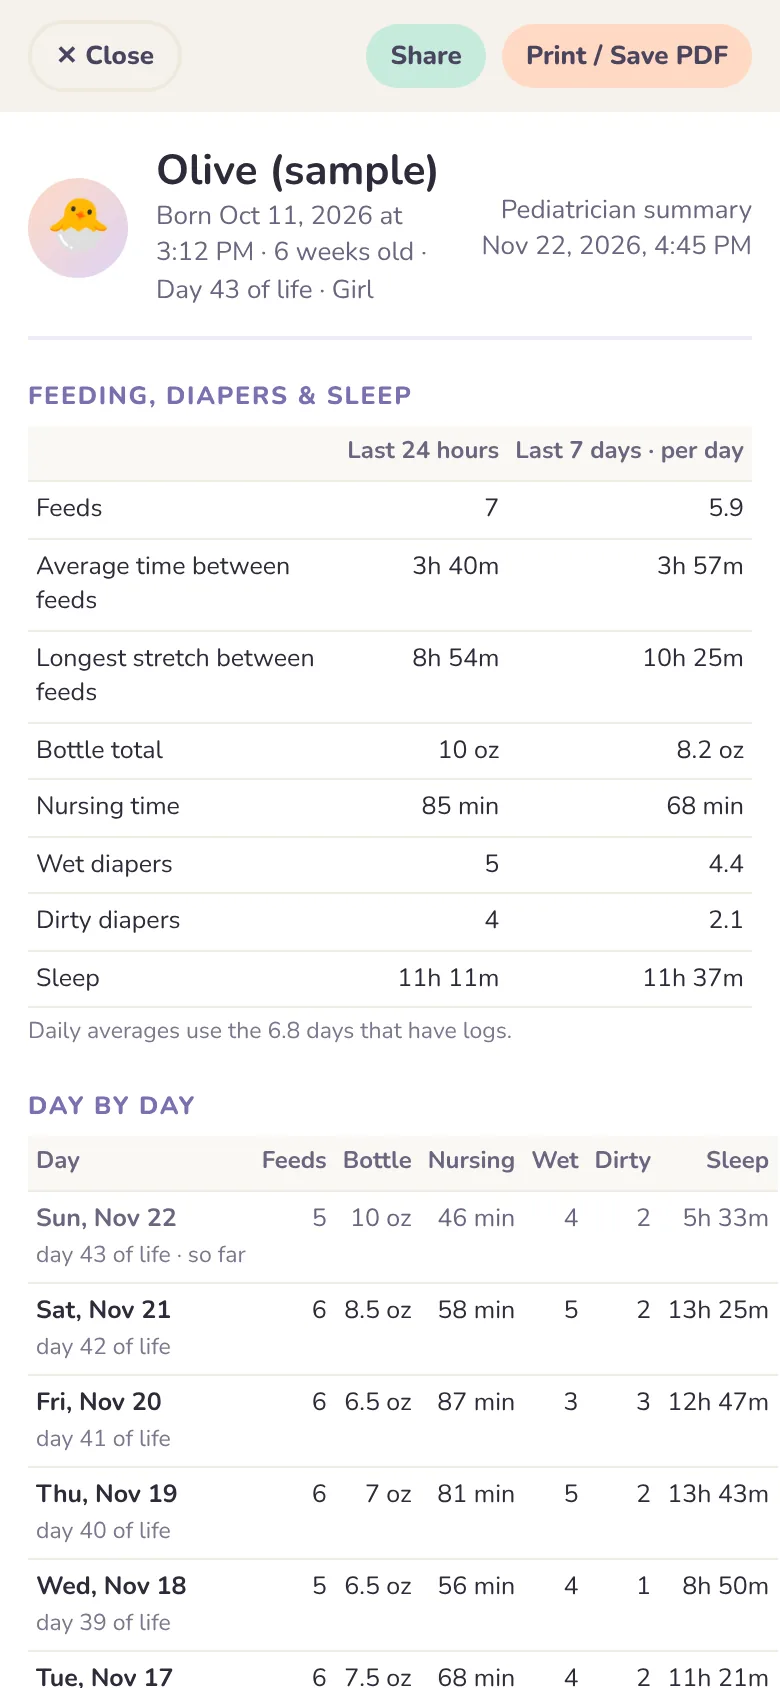 ✕ Close
Share
Print / Save PDF
Olive (sample)
Born Oct 11, 2026 at
3:12 PM · 6 weeks old ·
Day 43 of life · Girl
Pediatrician summary
Nov 22, 2026, 4:45 PM
FEEDING, DIAPERS & SLEEP
Last 24 hours Last 7 days · per day
Feeds 7 5.9
Average time between 3h 40m 3h 57m
feeds
Longest stretch between 8h 54m 10h 25m
feeds
Bottle total 10 oz 8.2 oz
Nursing time 85 min 68 min
Wet diapers 5 4.4
Dirty diapers 4 2.1
Sleep 11h 11m 11h 37m
Daily averages use the 6.8 days that have logs.
DAY BY DAY
Day Feeds Bottle Nursing Wet Dirty Sleep
Sun, Nov 22 5 10 oz 46 min 4 2 5h 33m
day 43 of life · so far
Sat, Nov 21 6 8.5 oz 58 min 5 2 13h 25m
day 42 of life
Fri, Nov 20 6 6.5 oz 87 min 3 3 12h 47m
day 41 of life
Thu, Nov 19 6 7 oz 81 min 5 2 13h 43m
day 40 of life
Wed, Nov 18 5 6.5 oz 56 min 4 1 8h 50m
day 39 of life
Tue, Nov 17 6 7.5 oz 68 min 4 2 11h 21m